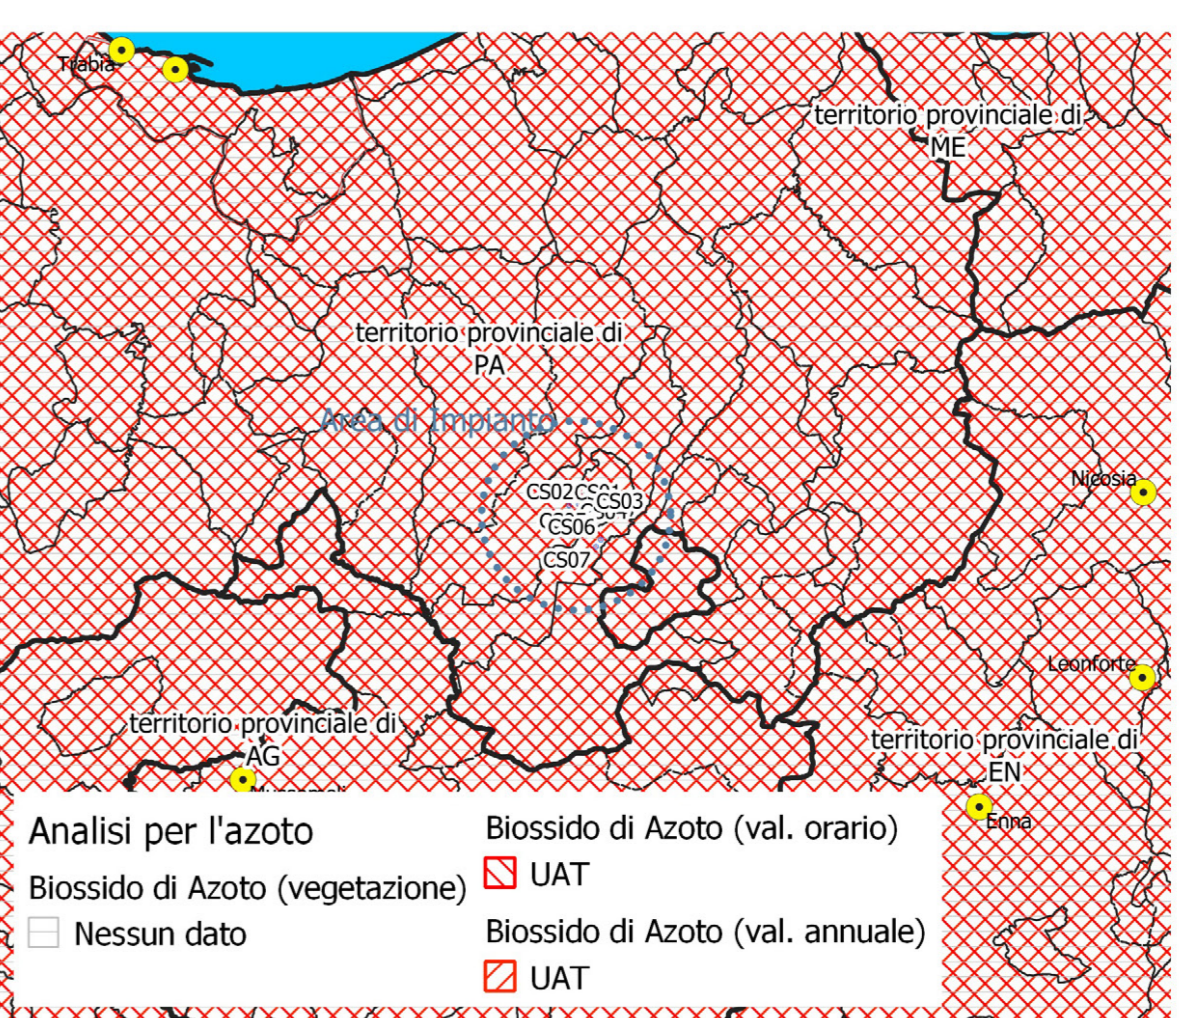 Trabia
territorio provinciale di
ME
territorio provinciale di
PA
Area di Impianto
CS02
CS01
CS03
CS06
CS07
Nicosia
Leonforte
territorio provinciale di
AG
territorio provinciale di
EN
Enna
Analisi per l'azoto
Biossido di Azoto (vegetazione)
Nessun dato
Biossido di Azoto (val. orario)
UAT
Biossido di Azoto (val. annuale)
UAT